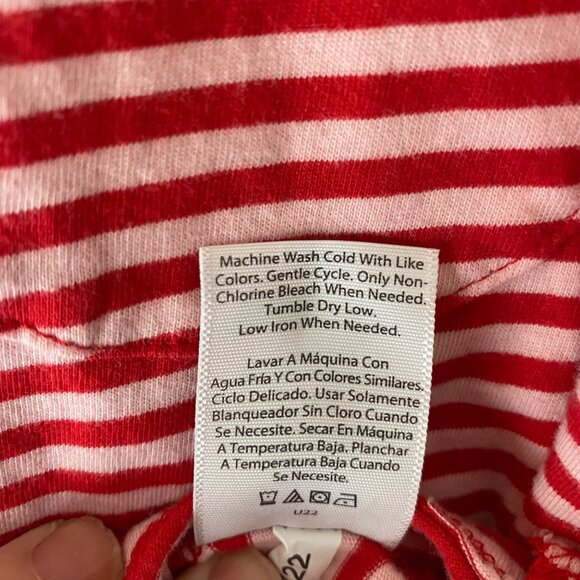 Machine Wash Cold With Like
Colors. Gentle Cycle. Only Non-
Chlorine Bleach When Needed.
Tumble Dry Low.
Low Iron When Needed.
Lavar A Máquina Con
Agua Fría Y Con Colores Similares.
Ciclo Delicado. Usar Solamente
Blanqueador Sin Cloro Cuando
Se Necesite. Secar En Máquina
A Temperatura Baja. Planchar
A Temperatura Baja Cuando
Se Necesite.
U22